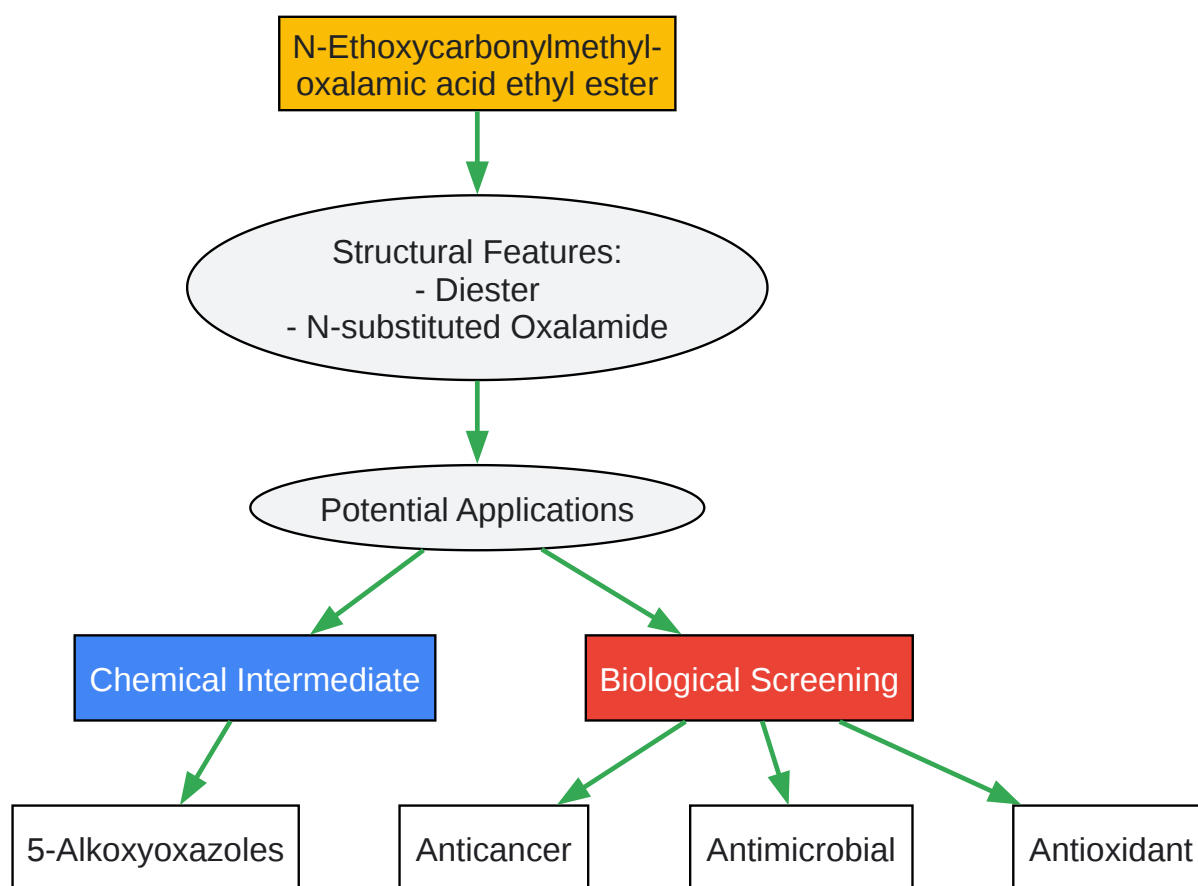 N-Ethoxycarbonylmethyl-
oxalamic acid ethyl ester
Structural Features:
- Diester
- N-substituted Oxalamide
Potential Applications
Chemical Intermediate
Biological Screening
5-Alkoxyoxazoles
Anticancer
Antimicrobial
Antioxidant